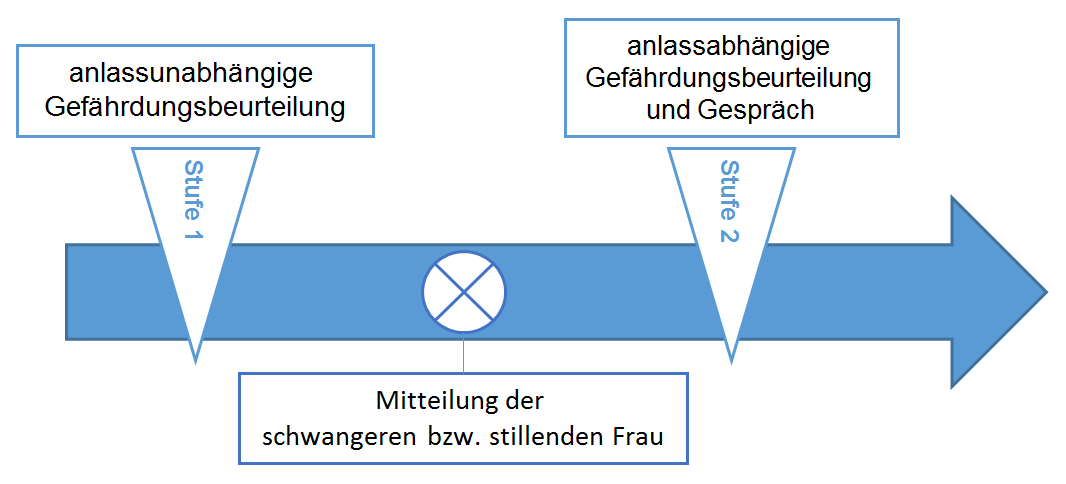 anlassunabhängige
Gefährdungsbeurteilung
anlassabhängige
Gefährdungsbeurteilung
und Gespräch
Stufe 1
Stufe 2
Mitteilung der
schwangeren bzw. stillenden Frau